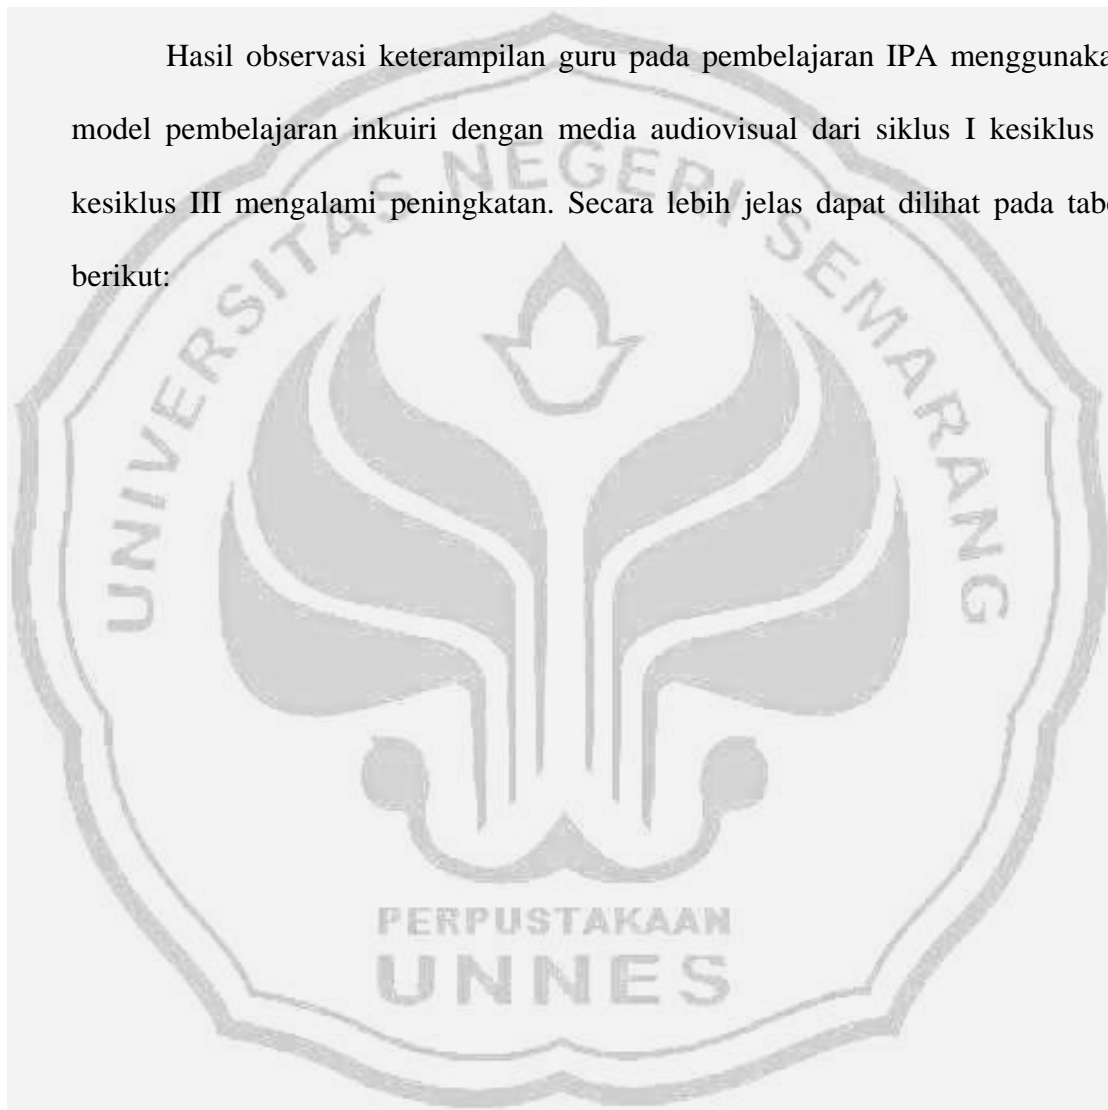 Hasil observasi keterampilan guru pada pembelajaran IPA menggunaka
model pembelajaran inkuiri dengan media audiovisual dari siklus I kesiklus
kesiklus III mengalami peningkatan. Secara lebih jelas dapat dilihat pada tab
berikut:
UNIVERSITAS NEGERI SEMARANG
PERPUSTAKAAN
UNNES